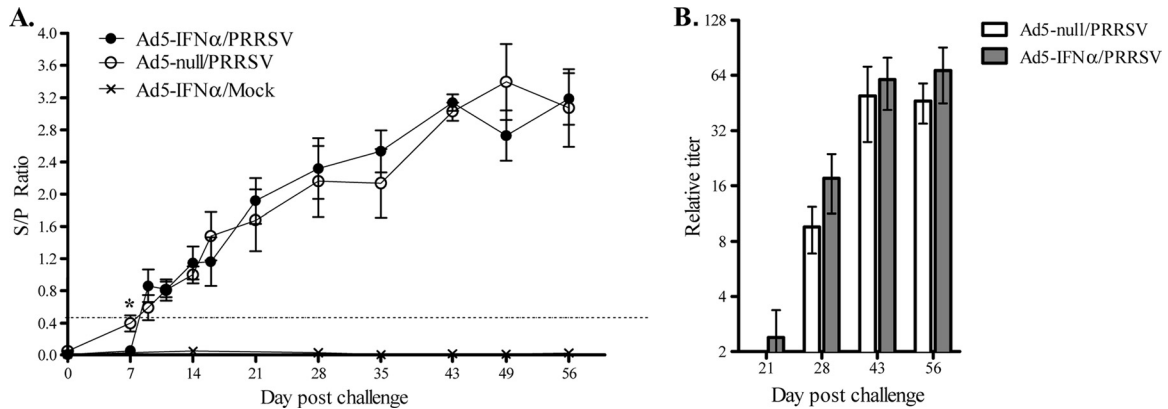 A.
Ad5-IFNα/PRRSV
Ad5-null/PRRSV
Ad5-IFNα/Mock
4.0
3.6
3.2
2.8
2.4
2.0
1.6
1.2
0.8
0.4
0.0
S/P Ratio
*
0 7 14 21 28 35 43 49 56
Day post challenge
B.
Ad5-null/PRRSV
Ad5-IFNα/PRRSV
128
64
32
16
8
4
2
Relative titer
21 28 43 56
Day post challenge